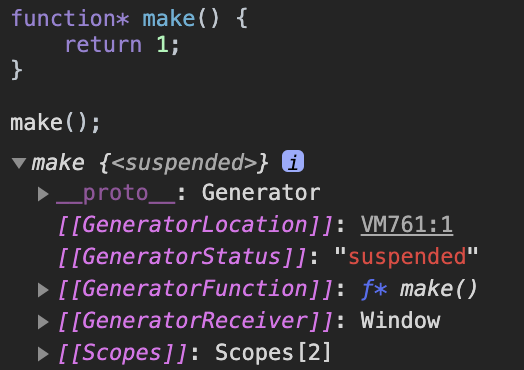 function* make() {
    return 1;
}
make();
make {<suspended>} i
__proto__: Generator
[[GeneratorLocation]]: VM761:1
[[GeneratorStatus]]: "suspended"
[[GeneratorFunction]]: ƒ* make()
[[GeneratorReceiver]]: Window
[[Scopes]]: Scopes[2]